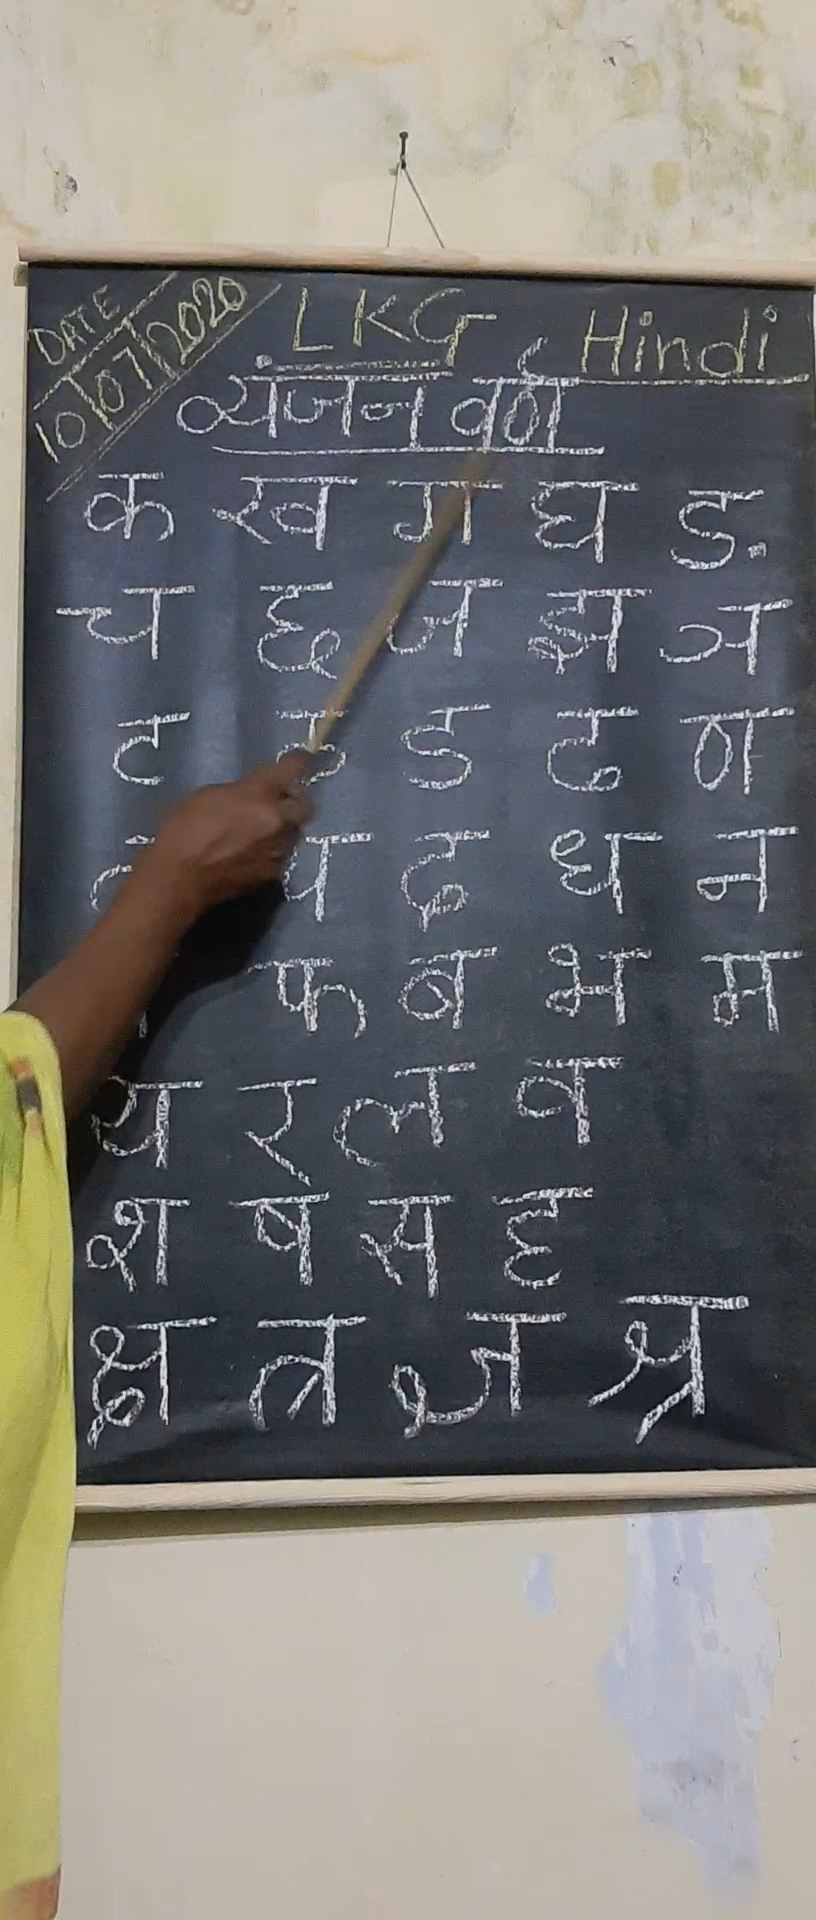 DATE
10/07/2020
LKG Hindi
व्यंजन वर्ण
क ख ग घ ङ
च छ ज झ ञ
ट ठ ड ढ ण
थ द ध न
फ ब भ म
य र ल व
श ष स ह
क्ष त्र ज्ञ श्र